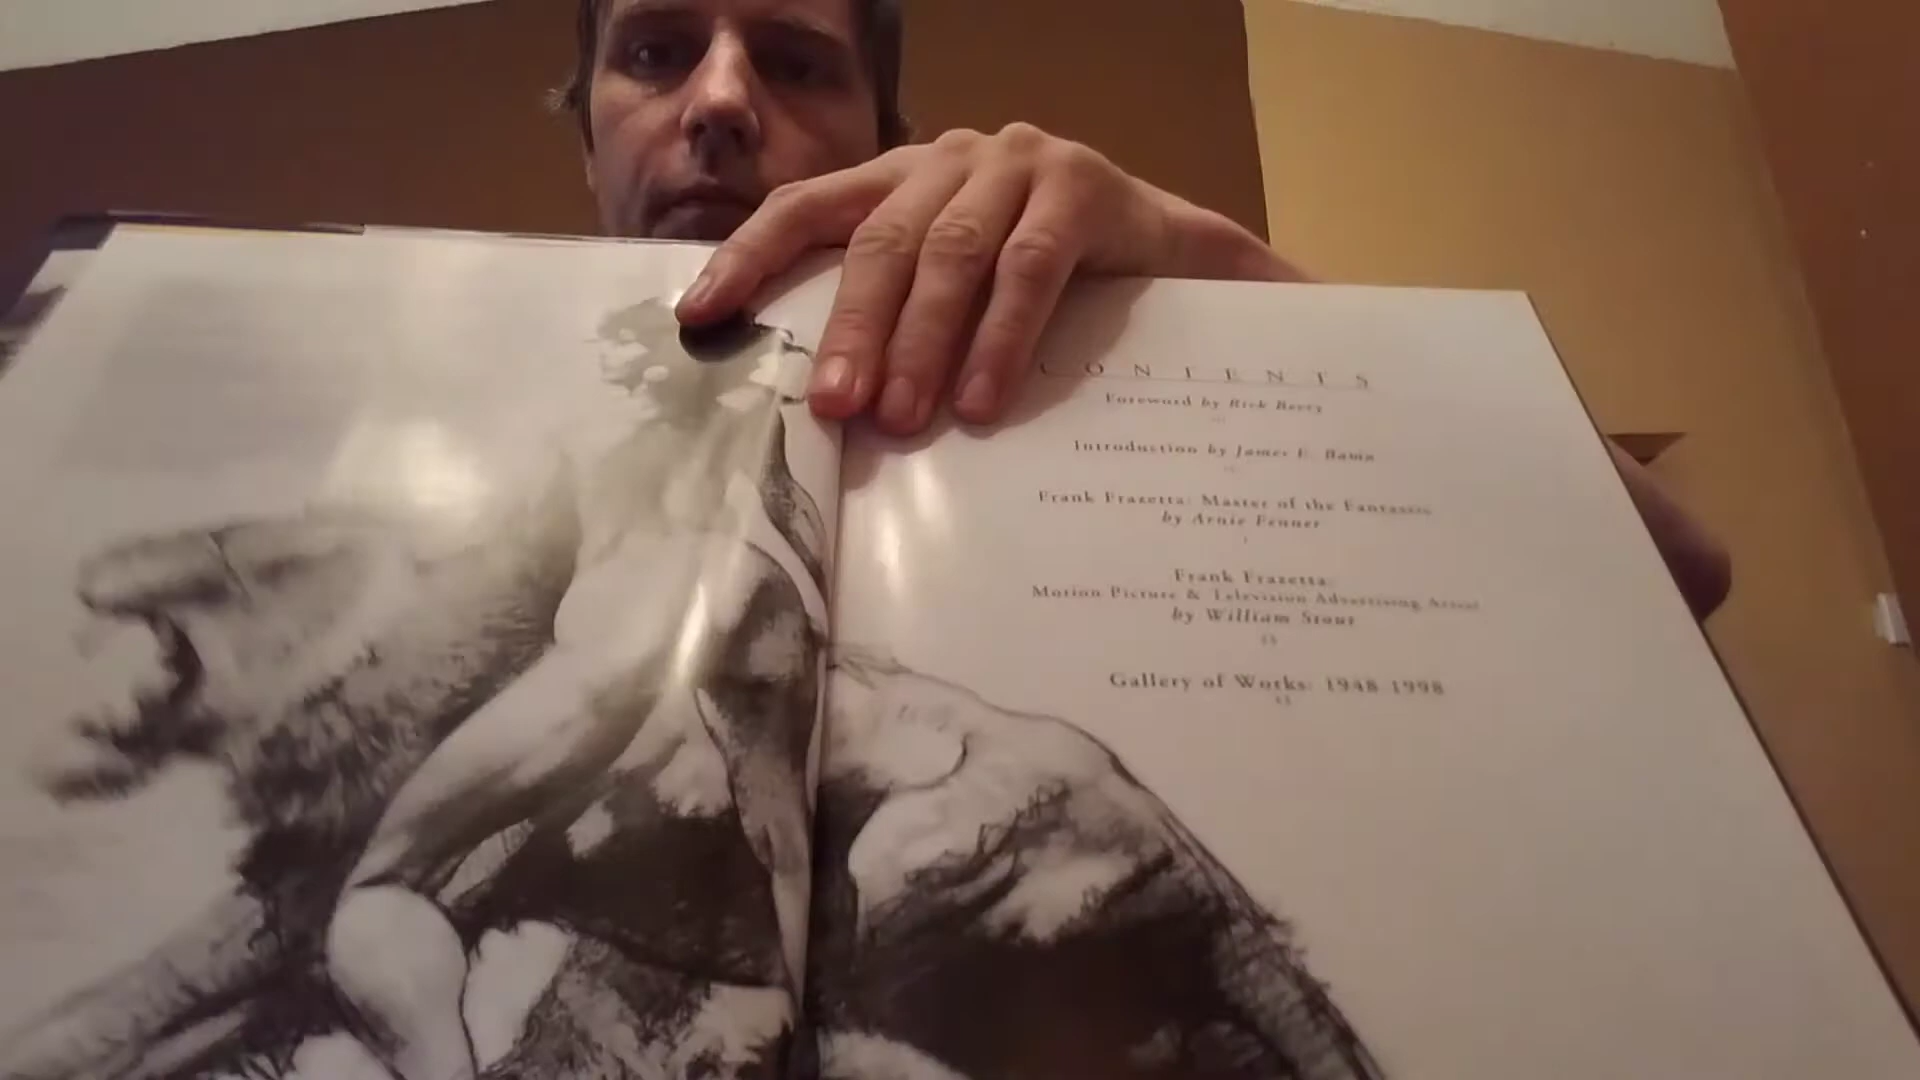 CONTENTS
Foreword by Rick Berry
Introduction by James E. Bama
Frank Frazetta: Master of the Fantastic
by Arnie Fenner
Frank Frazetta:
Motion Picture & Television Advertising Artist
by William Stout
Gallery of Works: 1948-1998